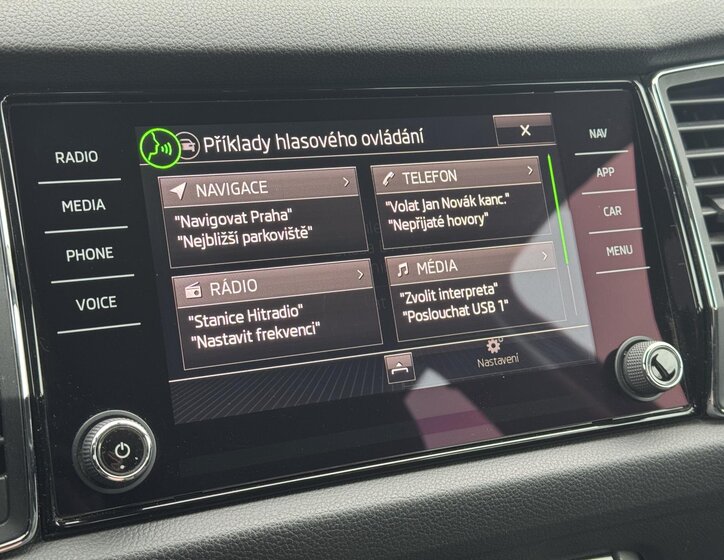 Příklady hlasového ovládání
RADIO
MEDIA
PHONE
VOICE
NAVIGACE
"Navigovat Praha"
"Nejbližší parkoviště"
TELEFON
"Volat Jan Novák kanc."
"Nepřijaté hovory"
RÁDIO
"Stanice Hitradio"
"Nastavit frekvenci"
MÉDIA
"Zvolit interpreta"
"Poslouchat USB 1"
Nastavení
NAV
APP
CAR
MENU